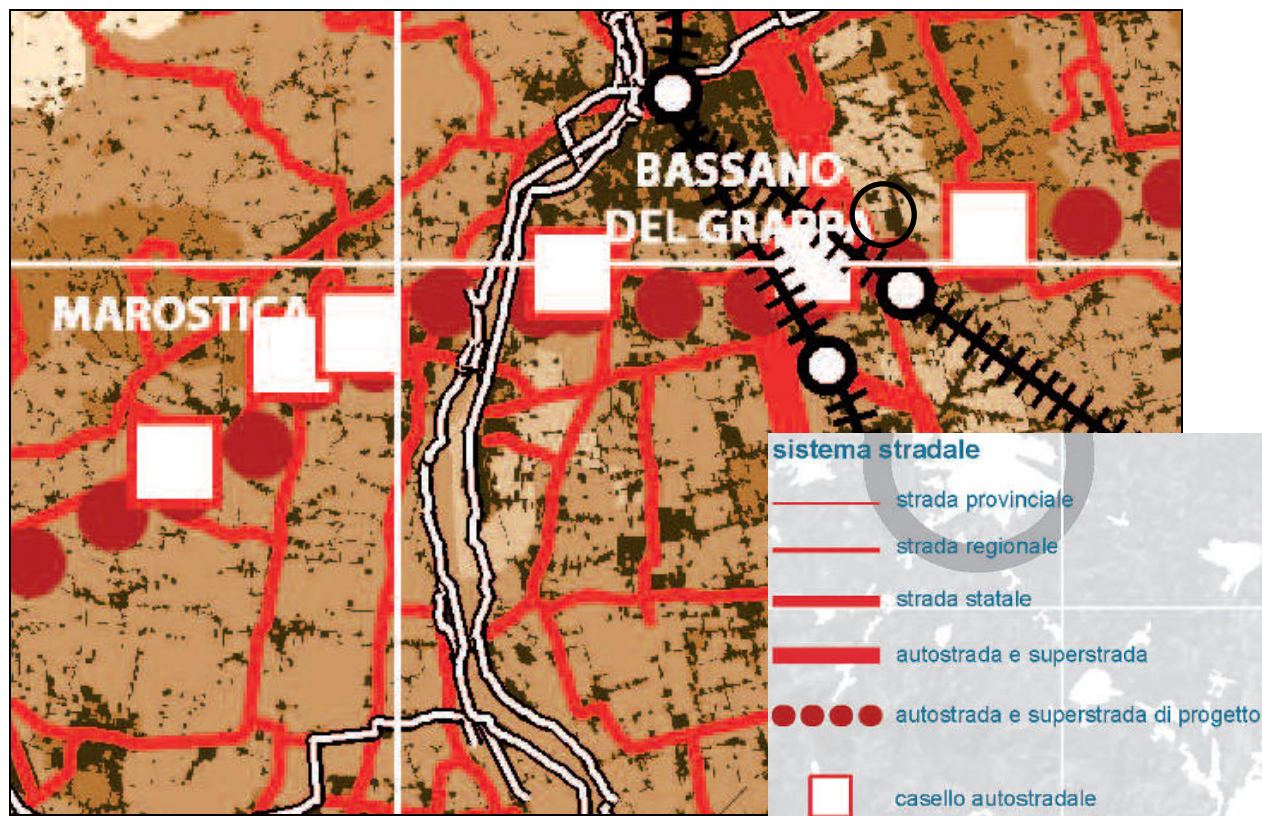 BASSANO
DEL GRAPPA
MAROSTICA
sistema stradale
strada provinciale
strada regionale
strada statale
autostrada e superstrada
autostrada e superstrada di progetto
casello autostradale